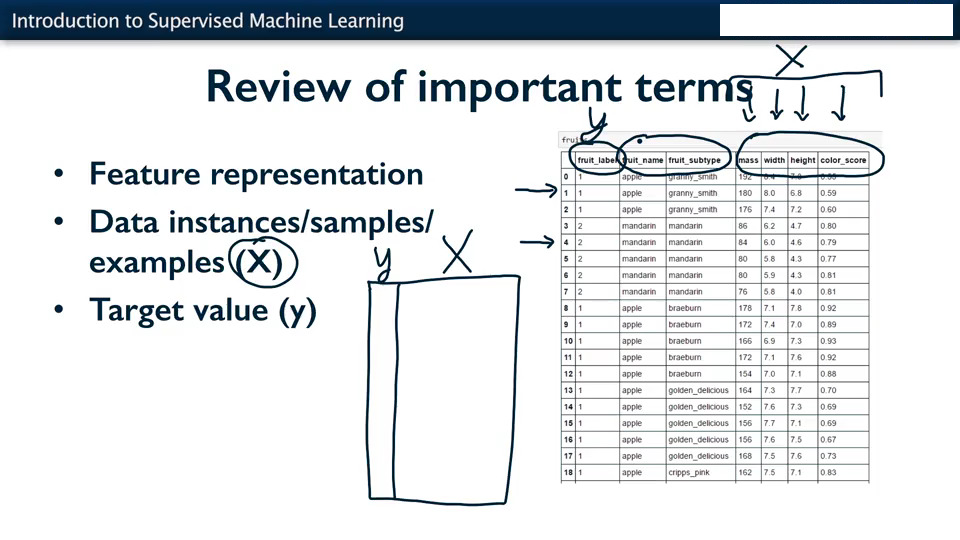 Introduction to Supervised Machine Learning
X
Review of important terms
y
• Feature representation
• Data instances/samples/
examples (X)
• Target value (y)
y X
fruit_label fruit_name fruit_subtype mass width height color_score
0 1 apple granny_smith 192
1 1 apple granny_smith 180 8.0 6.8 0.59
2 1 apple granny_smith 176 7.4 7.2 0.60
3 2 mandarin mandarin 86 6.2 4.7 0.80
4 2 mandarin mandarin 84 6.0 4.6 0.79
5 2 mandarin mandarin 80 5.8 4.3 0.77
6 2 mandarin mandarin 80 5.9 4.3 0.81
7 2 mandarin mandarin 76 5.8 4.0 0.81
8 1 apple braeburn 178 7.1 7.8 0.92
9 1 apple braeburn 172 7.4 7.0 0.89
10 1 apple braeburn 166 6.9 7.3 0.93
11 1 apple braeburn 172 7.1 7.6 0.92
12 1 apple braeburn 154 7.0 7.1 0.88
13 1 apple golden_delicious 164 7.3 7.7 0.70
14 1 apple golden_delicious 152 7.6 7.3 0.69
15 1 apple golden_delicious 156 7.7 7.1 0.69
16 1 apple golden_delicious 156 7.6 7.5 0.67
17 1 apple golden_delicious 168 7.5 7.6 0.73
18 1 apple cripps_pink 162 7.5 7.1 0.83